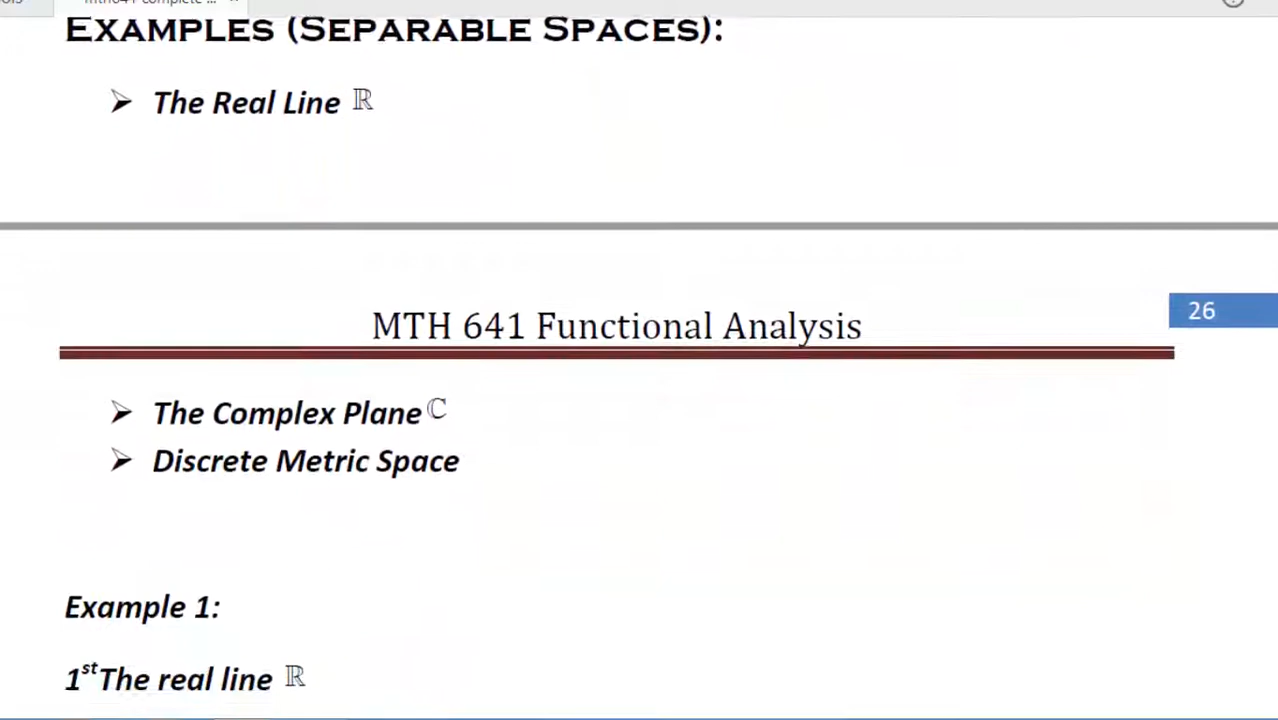 EXAMPLES (SEPARABLE SPACES):
➢ The Real Line ℝ
MTH 641 Functional Analysis
26
➢ The Complex Plane ℂ
➢ Discrete Metric Space
Example 1:
1st The real line ℝ